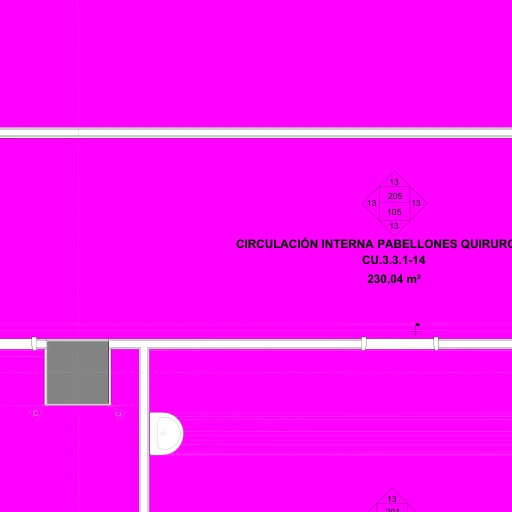 13
205
13 13
105
13
CIRCULACIÓN INTERNA PABELLONES QUIRURG
CU.3.3.1-14
230,04 m²
13